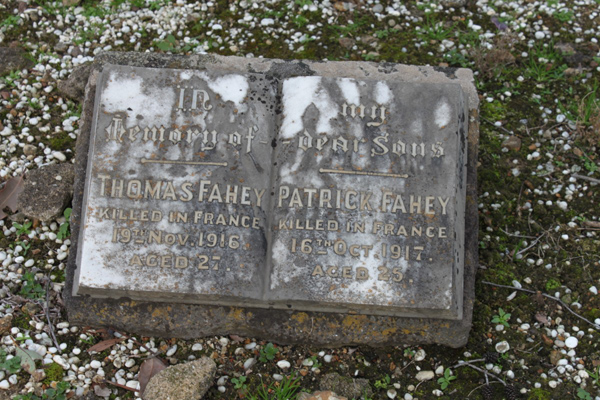 In
Memory of
THOMAS FAHEY
KILLED IN FRANCE
19TH NOV. 1916.
AGED 27.
my
dear Sons
PATRICK FAHEY
KILLED IN FRANCE
16TH OCT. 1917.
AGED 25.